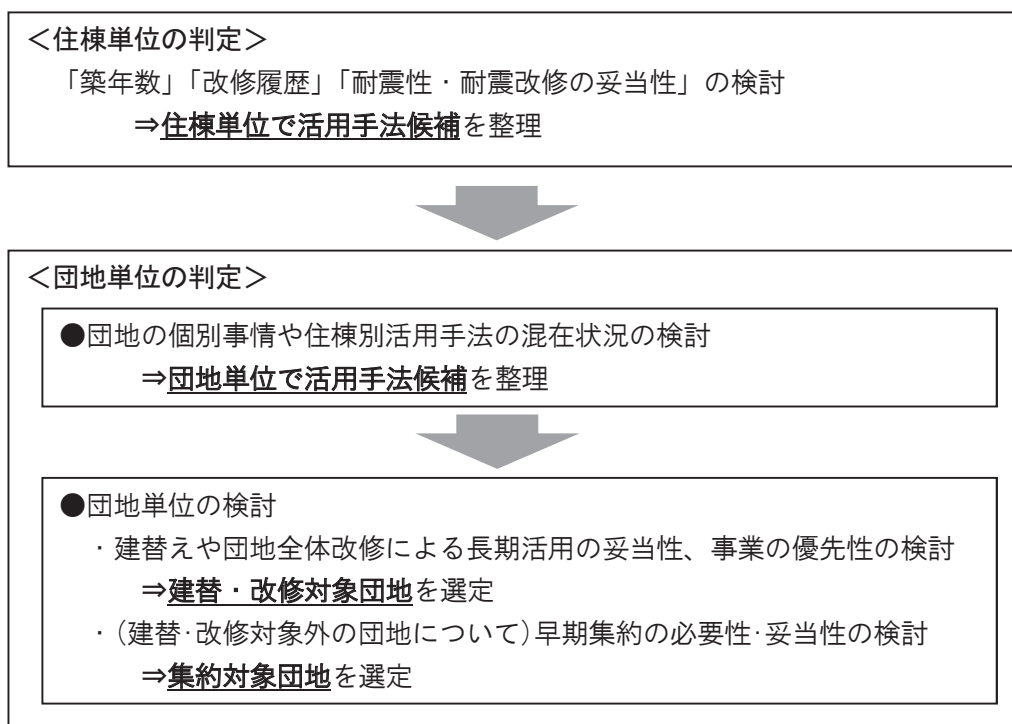 ＜住棟単位の判定＞
「築年数」「改修履歴」「耐震性・耐震改修の妥当性」の検討
⇒住棟単位で活用手法候補を整理
＜団地単位の判定＞
●団地の個別事情や住棟別活用手法の混在状況の検討
⇒団地単位で活用手法候補を整理
●団地単位の検討
・建替えや団地全体改修による長期活用の妥当性、事業の優先性の検討
⇒建替・改修対象団地を選定
・（建替・改修対象外の団地について）早期集約の必要性・妥当性の検討
⇒集約対象団地を選定